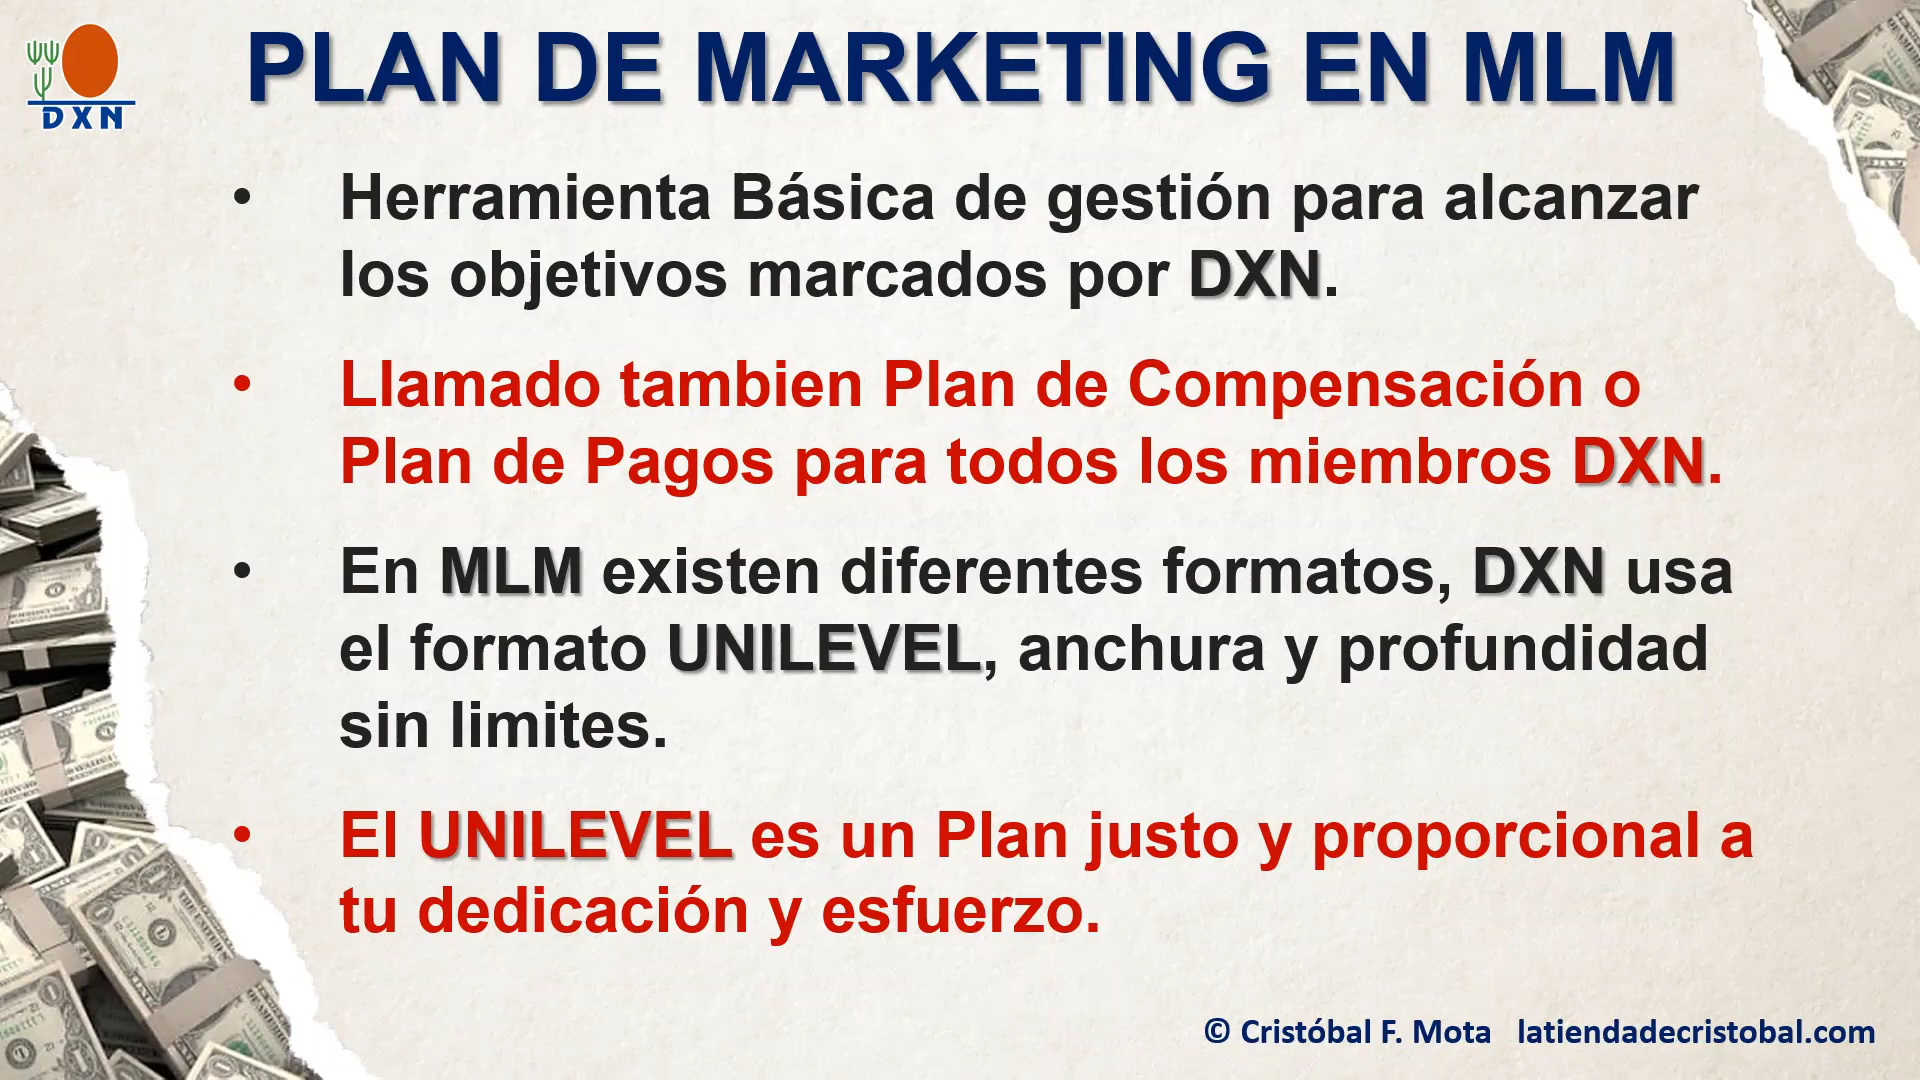 PLAN DE MARKETING EN MLM
DXN
• Herramienta Básica de gestión para alcanzar
los objetivos marcados por DXN.
• Llamado tambien Plan de Compensación o
Plan de Pagos para todos los miembros DXN.
• En MLM existen diferentes formatos, DXN usa
el formato UNILEVEL, anchura y profundidad
sin limites.
• El UNILEVEL es un Plan justo y proporcional a
tu dedicación y esfuerzo.
© Cristóbal F. Mota latiendadecristobal.com